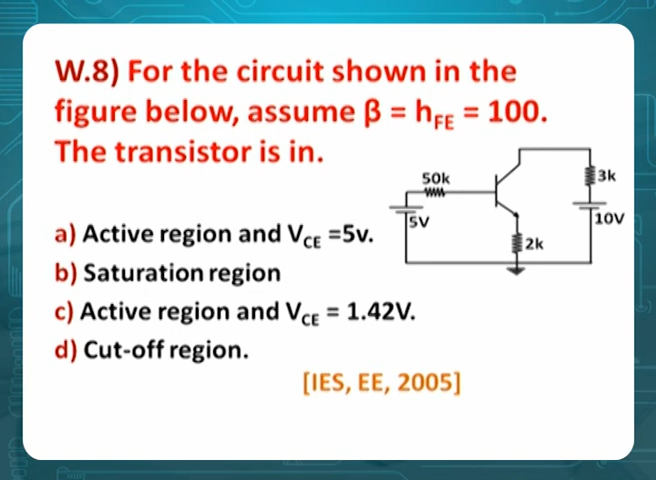 W.8) For the circuit shown in the
figure below, assume β = hFE = 100.
The transistor is in.
50k
3k
5V
10V
2k
a) Active region and VCE =5v.
b) Saturation region
c) Active region and VCE = 1.42V.
d) Cut-off region.
[IES, EE, 2005]